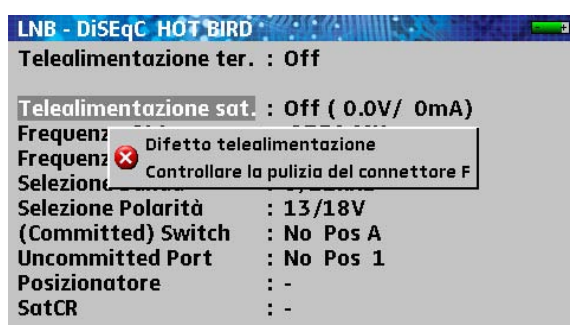 LNB - DiSEqC HOT BIRD
Telealimentazione ter. : Off
Telealimentazione sat. : Off ( 0.0V/ 0mA)
Difetto telealimentazione
Controllare la pulizia del connettore F
Selezione Polarità : 13/18V
(Committed) Switch : No Pos A
Uncommitted Port : No Pos 1
Posizionatore : -
SatCR : -